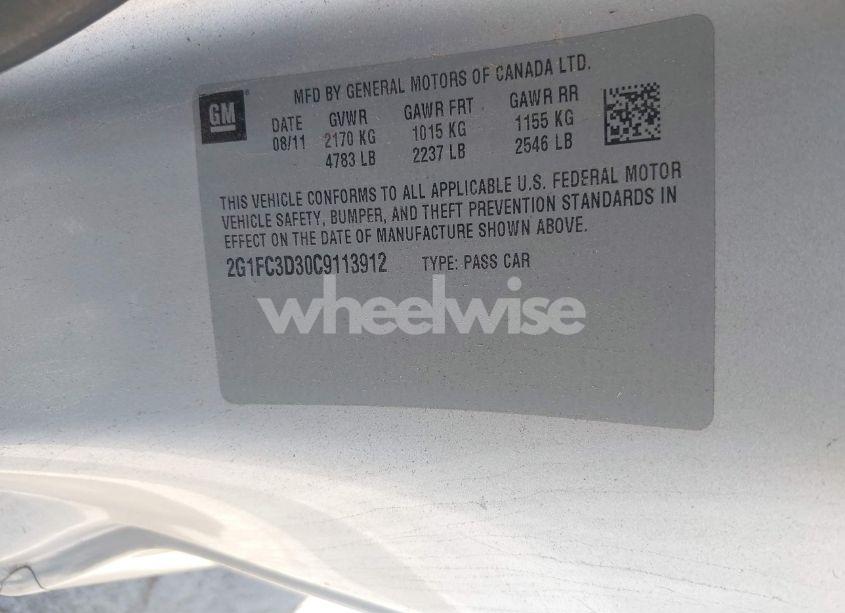 MFD BY GENERAL MOTORS OF CANADA LTD.
GM
DATE GVWR GAWR FRT GAWR RR
08/11 2170 KG 1015 KG 1155 KG
4783 LB 2237 LB 2546 LB
THIS VEHICLE CONFORMS TO ALL APPLICABLE U.S. FEDERAL MOTOR
VEHICLE SAFETY, BUMPER, AND THEFT PREVENTION STANDARDS IN
EFFECT ON THE DATE OF MANUFACTURE SHOWN ABOVE.
2G1FC3D30C9113912 TYPE: PASS CAR
wheelwise